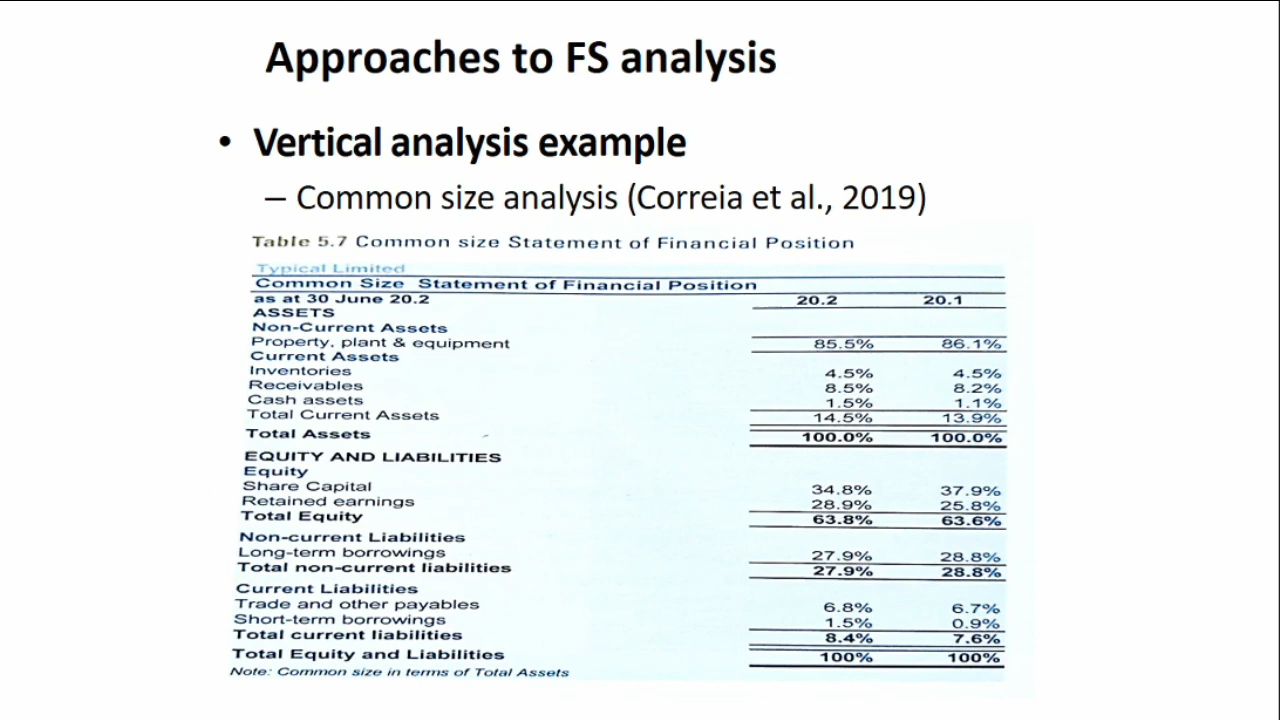 Approaches to FS analysis
• Vertical analysis example
– Common size analysis (Correia et al., 2019)
Table 5.7 Common size Statement of Financial Position
Typical Limited
Common Size Statement of Financial Position
as at 30 June 20.2 20.2 20.1
ASSETS
Non-Current Assets
Property, plant & equipment 85.5% 86.1%
Current Assets
Inventories 4.5% 4.5%
Receivables 8.5% 8.2%
Cash assets 1.5% 1.1%
Total Current Assets 14.5% 13.9%
Total Assets 100.0% 100.0%
EQUITY AND LIABILITIES
Equity
Share Capital 34.8% 37.9%
Retained earnings 28.9% 25.8%
Total Equity 63.8% 63.6%
Non-current Liabilities
Long-term borrowings 27.9% 28.8%
Total non-current liabilities 27.9% 28.8%
Current Liabilities
Trade and other payables 6.8% 6.7%
Short-term borrowings 1.5% 0.9%
Total current liabilities 8.4% 7.6%
Total Equity and Liabilities 100% 100%
Note: Common size in terms of Total Assets